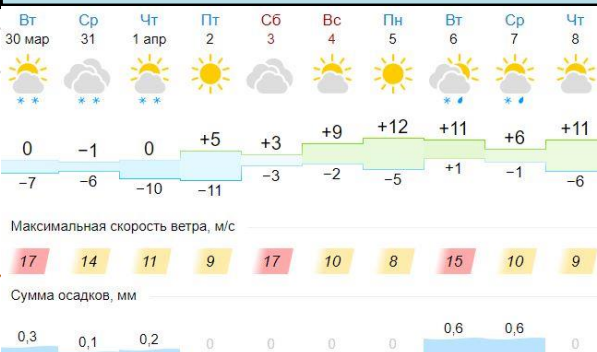 Вт Ср Чт Пт Сб Вс Пн Вт Ср Чт
30 мар 31 1 апр 2 3 4 5 6 7 8
0 −1 0 +5 +3 +9 +12 +11 +6 +11
−7 −6 −10 −11 −3 −2 −5 +1 −1 −6
Максимальная скорость ветра, м/с
17 14 11 9 17 10 8 15 10 9
Сумма осадков, мм
0,3 0,1 0,2 0 0 0 0 0,6 0,6 0